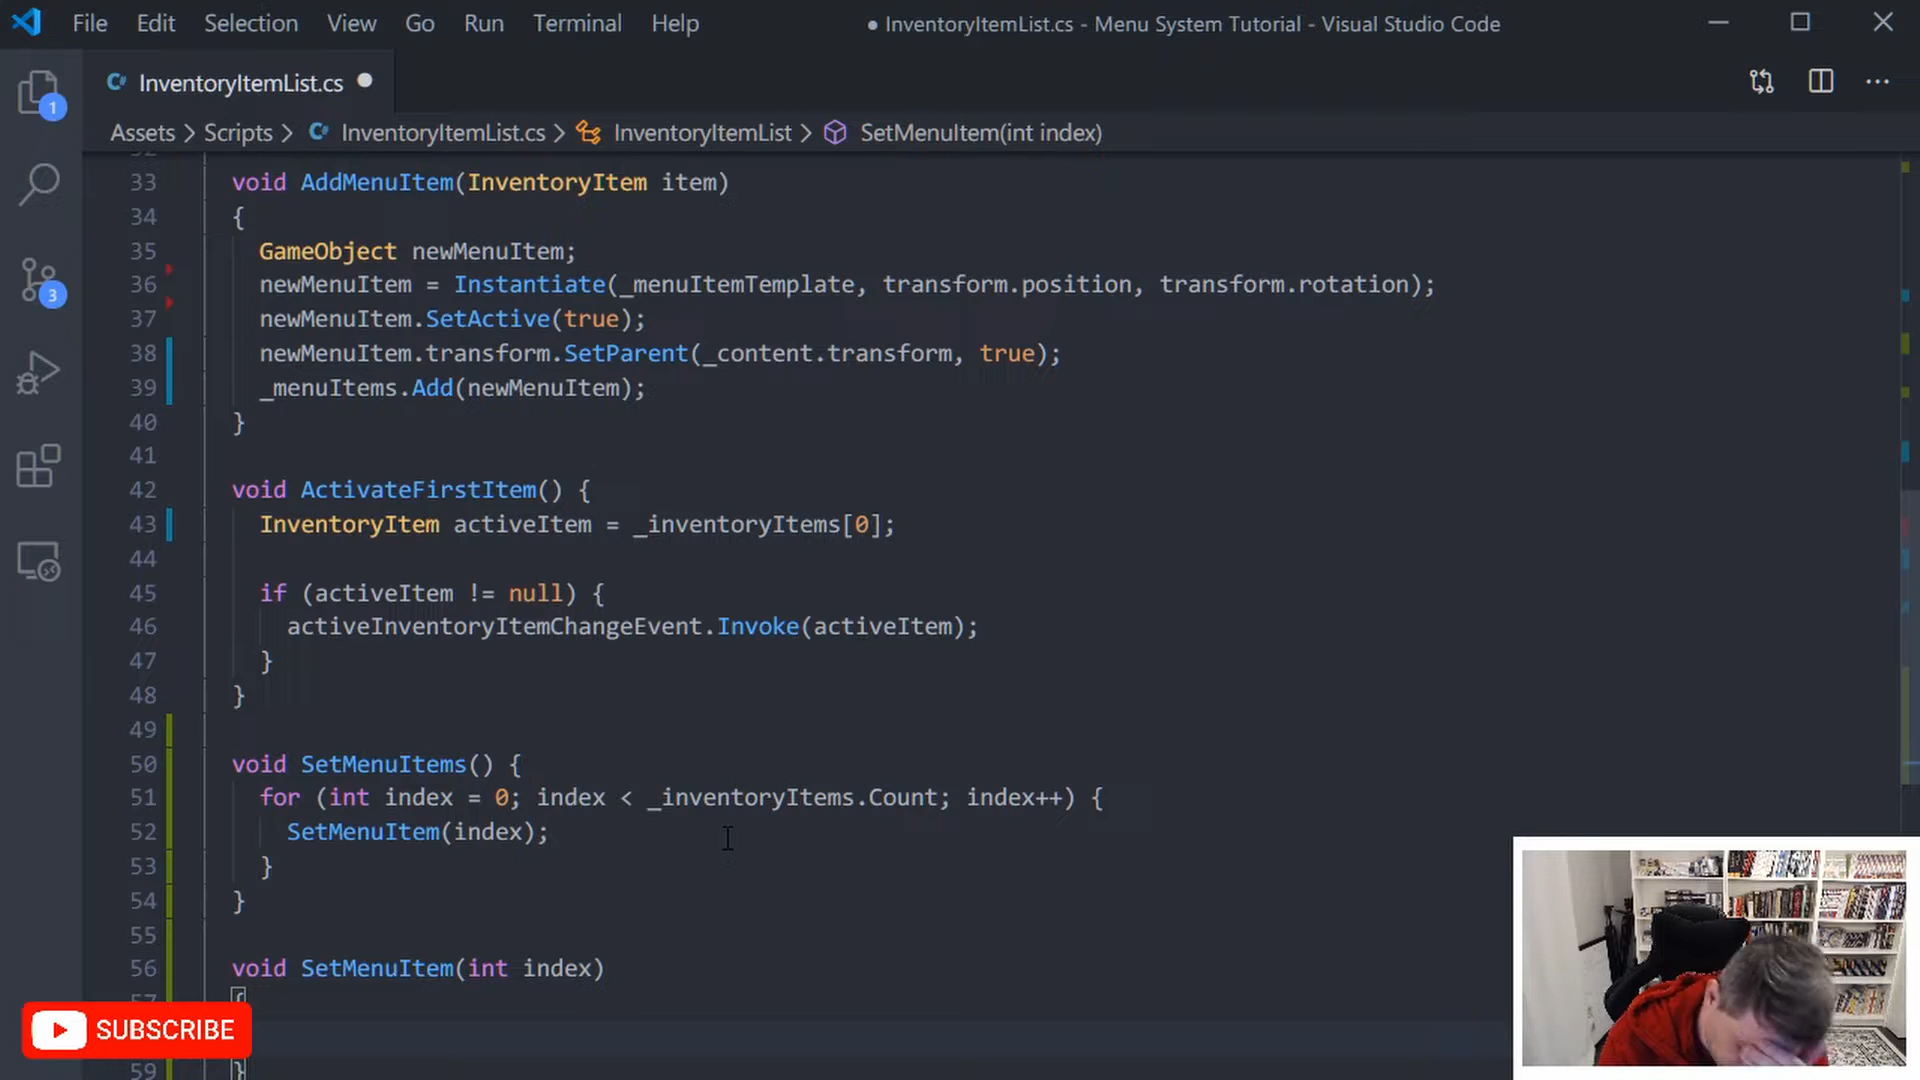 File Edit Selection View Go Run Terminal Help
● InventoryItemList.cs - Menu System Tutorial - Visual Studio Code
InventoryItemList.cs
Assets > Scripts > InventoryItemList.cs > InventoryItemList > SetMenuItem(int index)
1
3
33 void AddMenuItem(InventoryItem item)
34 {
35 GameObject newMenuItem;
36 newMenuItem = Instantiate(_menuItemTemplate, transform.position, transform.rotation);
37 newMenuItem.SetActive(true);
38 newMenuItem.transform.SetParent(_content.transform, true);
39 _menuItems.Add(newMenuItem);
40 }
41
42 void ActivateFirstItem() {
43 InventoryItem activeItem = _inventoryItems[0];
44
45 if (activeItem != null) {
46 activeInventoryItemChangeEvent.Invoke(activeItem);
47 }
48 }
49
50 void SetMenuItems() {
51 for (int index = 0; index < _inventoryItems.Count; index++) {
52 SetMenuItem(index);
53 }
54 }
55
56 void SetMenuItem(int index)
{
SUBSCRIBE
59 }